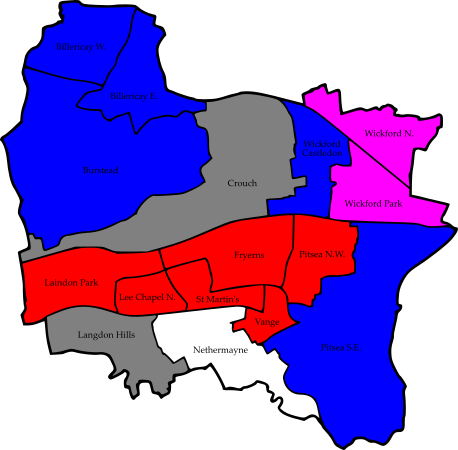 Billericay W.
Billericay E.
Wickford N.
Wickford
Castledon
Burstead
Crouch
Wickford Park
Fryerns
Pitsea N.W.
Laindon Park
Lee Chapel N.
St Martin's
Vange
Langdon Hills
Nethermayne
Pitsea S.E.